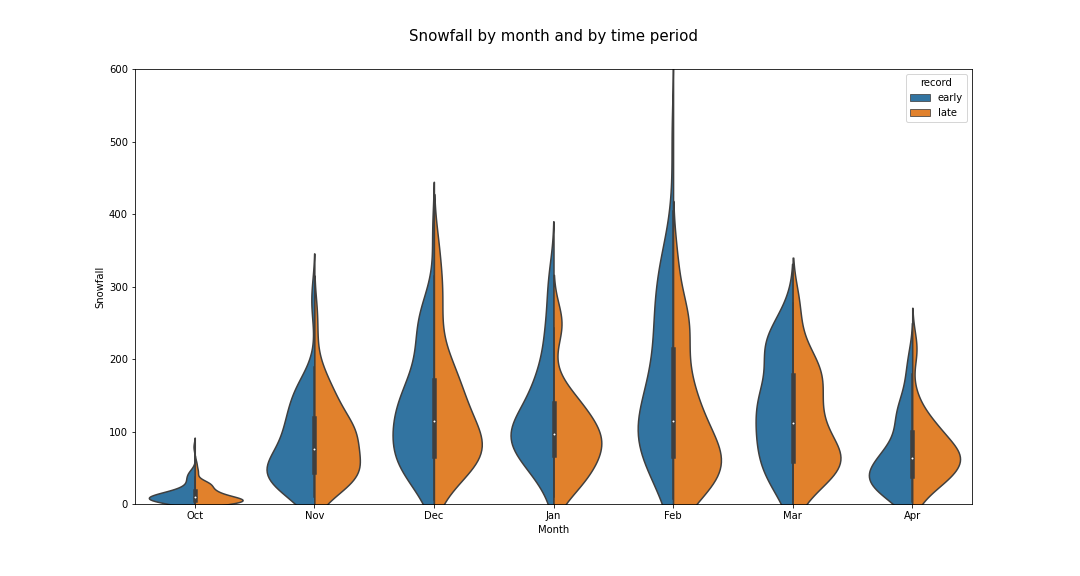 Snowfall by month and by time period
record
early
late
600
500
400
300
200
100
0
Snowfall
Oct Nov Dec Jan Feb Mar Apr
Month